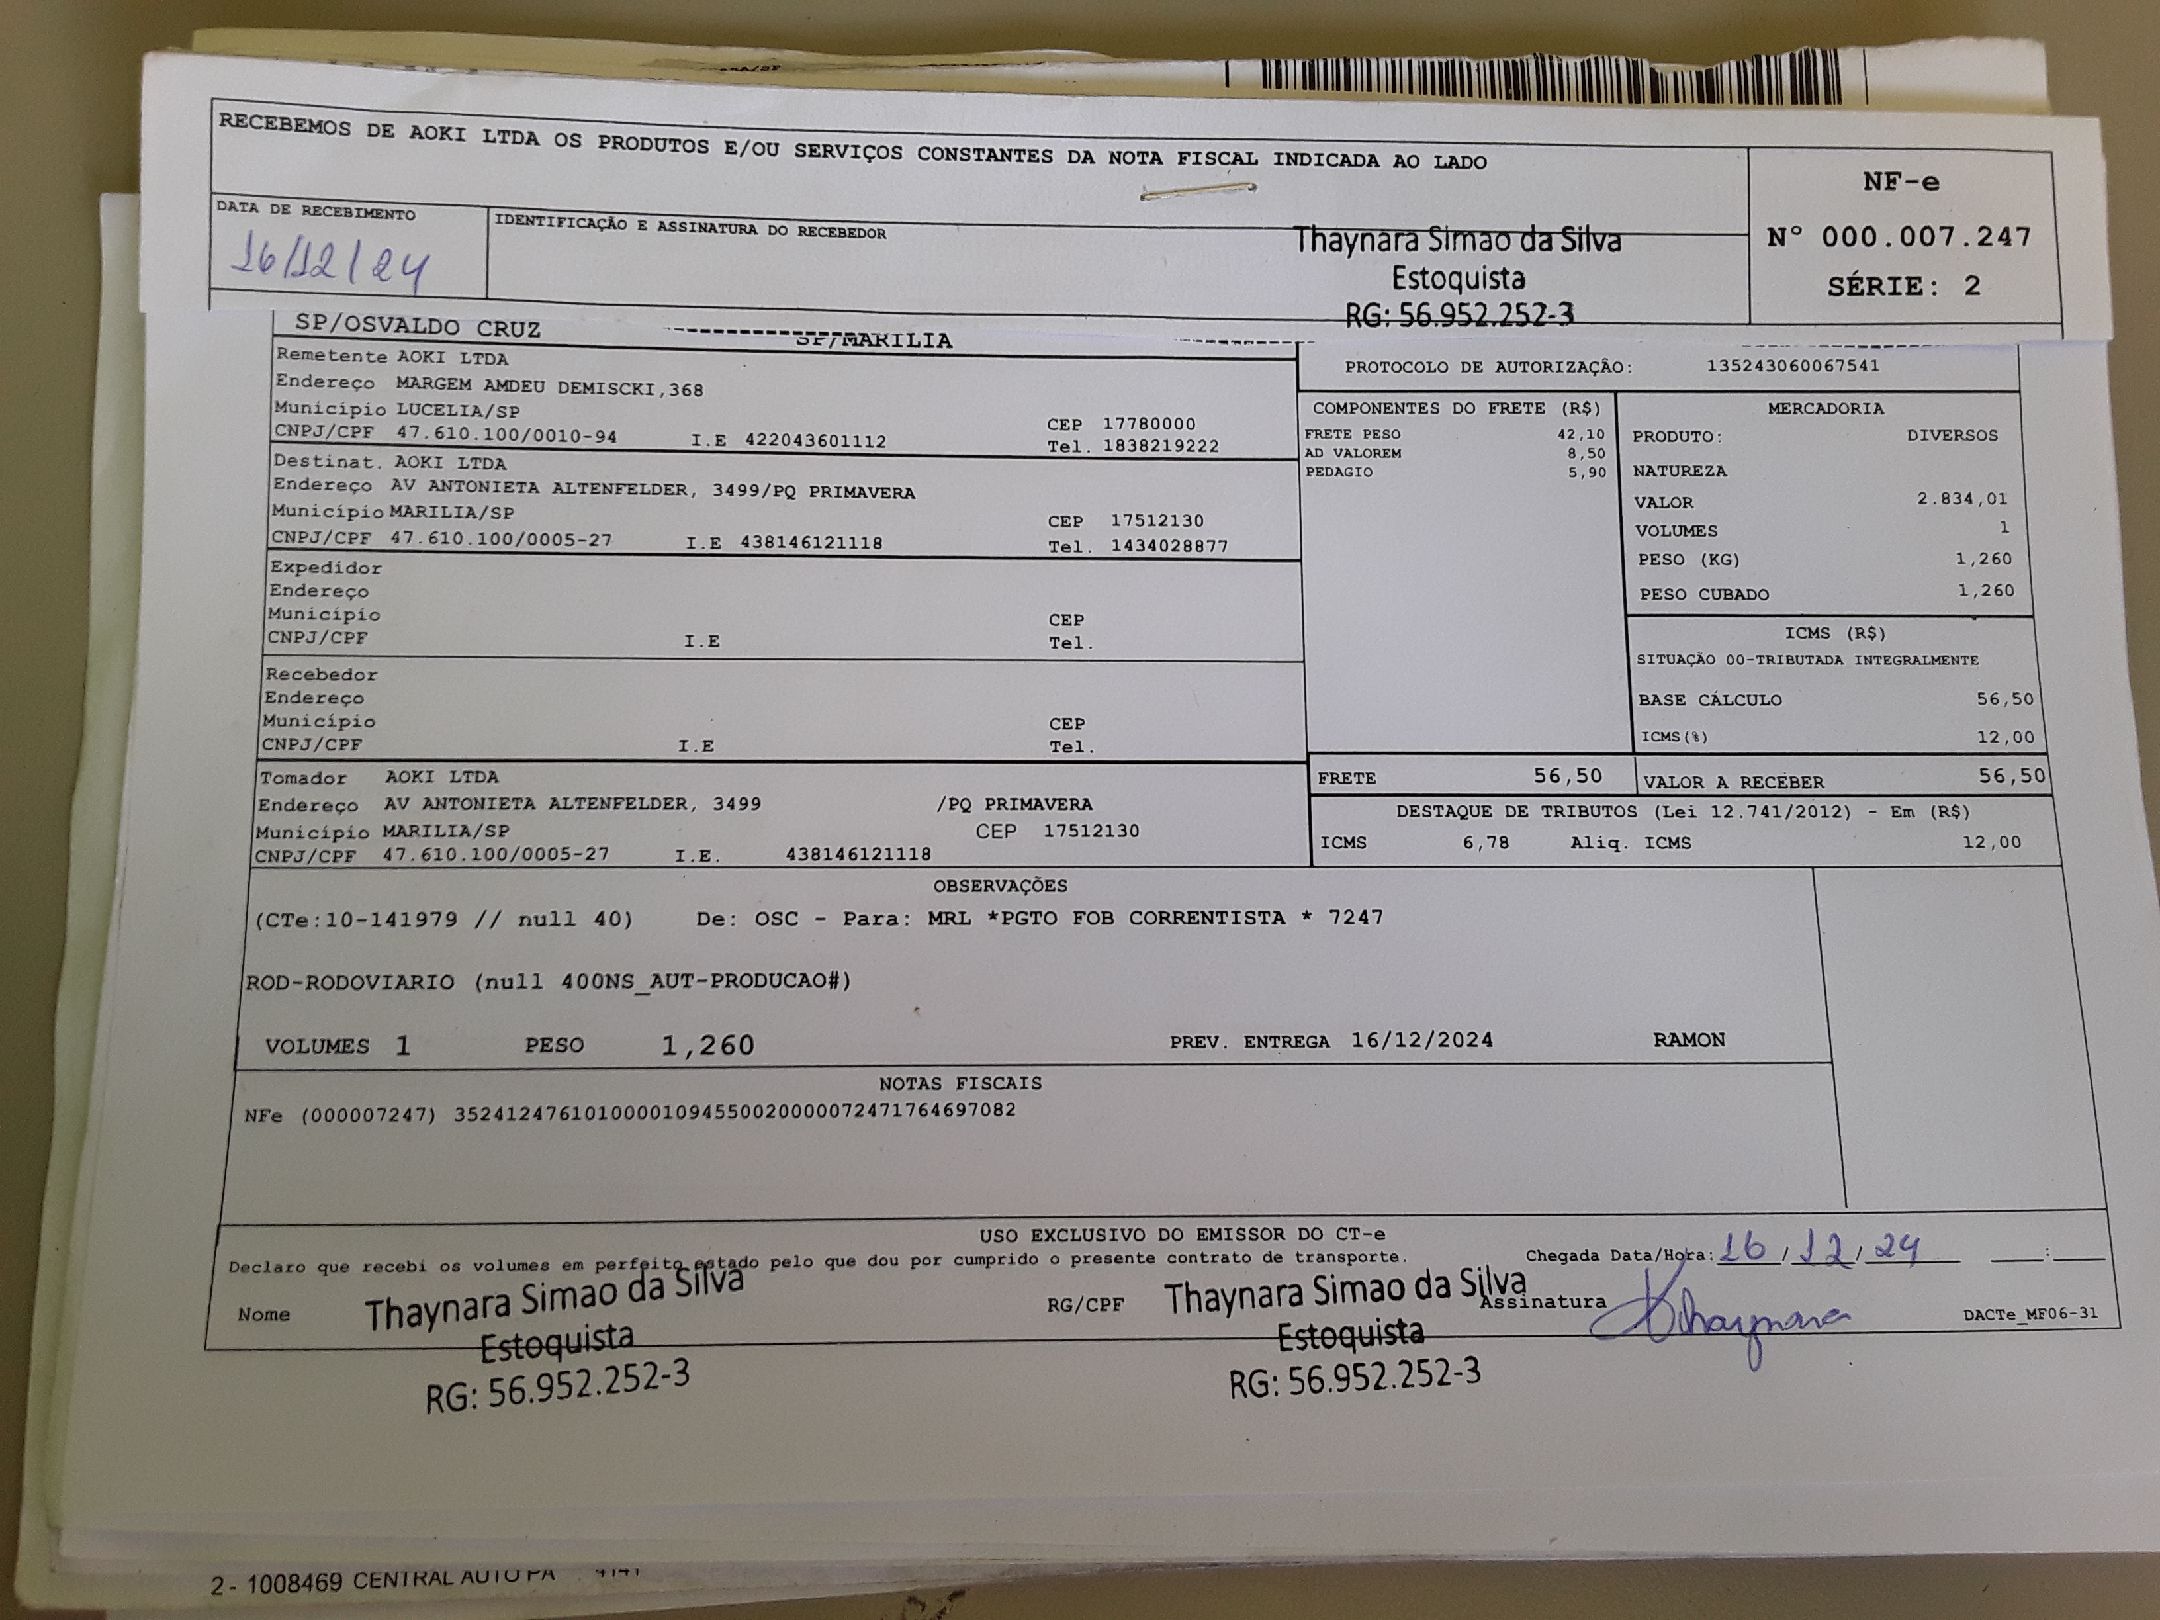 RECEBEMOS DE AOKI LTDA OS PRODUTOS E/OU SERVIÇOS CONSTANTES DA NOTA FISCAL INDICADA AO LADO
NF-e
Nº 000.007.247
SÉRIE: 2
DATA DE RECEBIMENTO
16/12/24
IDENTIFICAÇÃO E ASSINATURA DO RECEBEDOR
Thaynara Simao da Silva
Estoquista
RG: 56.952.252-3
SP/OSVALDO CRUZ
SP/MARILIA
Remetente AOKI LTDA
Endereço MARGEM AMDEU DEMISCKI,368
Município LUCELIA/SP
CEP 17780000
CNPJ/CPF 47.610.100/0010-94 I.E 422043601112 Tel. 1838219222
Destinat. AOKI LTDA
Endereço AV ANTONIETA ALTENFELDER, 3499/PQ PRIMAVERA
Município MARILIA/SP CEP 17512130
CNPJ/CPF 47.610.100/0005-27 I.E 438146121118 Tel. 1434028877
Expedidor
Endereço
Município CEP
CNPJ/CPF I.E Tel.
Recebedor
Endereço
Município CEP
CNPJ/CPF I.E Tel.
Tomador AOKI LTDA
Endereço AV ANTONIETA ALTENFELDER, 3499 /PQ PRIMAVERA
Município MARILIA/SP CEP 17512130
CNPJ/CPF 47.610.100/0005-27 I.E. 438146121118
PROTOCOLO DE AUTORIZAÇÃO: 135243060067541
COMPONENTES DO FRETE (R$)
FRETE PESO 42,10
AD VALOREM 8,50
PEDAGIO 5,90
MERCADORIA
PRODUTO: DIVERSOS
NATUREZA
VALOR 2.834,01
VOLUMES 1
PESO (KG) 1,260
PESO CUBADO 1,260
ICMS (R$)
SITUAÇÃO 00-TRIBUTADA INTEGRALMENTE
BASE CÁLCULO 56,50
ICMS(%) 12,00
FRETE 56,50 VALOR A RECEBER 56,50
DESTAQUE DE TRIBUTOS (Lei 12.741/2012) - Em (R$)
ICMS 6,78 Aliq. ICMS 12,00
OBSERVAÇÕES
(CTe:10-141979 // null 40) De: OSC - Para: MRL *PGTO FOB CORRENTISTA * 7247
ROD-RODOVIARIO (null 400NS_AUT-PRODUCAO#)
VOLUMES 1 PESO 1,260 PREV. ENTREGA 16/12/2024 RAMON
NOTAS FISCAIS
NFe (000007247) 35241247610100001094550020000072471764697082
USO EXCLUSIVO DO EMISSOR DO CT-e
Declaro que recebi os volumes em perfeito estado pelo que dou por cumprido o presente contrato de transporte. Chegada Data/Hora: 16/12/24 :
Nome
Thaynara Simao da Silva
Estoquista
RG: 56.952.252-3
RG/CPF
Thaynara Simao da Silva
Estoquista
RG: 56.952.252-3
Assinatura Thaynara
DACTe_MF06-31
2- 1008469 CENTRAL AUTO PA